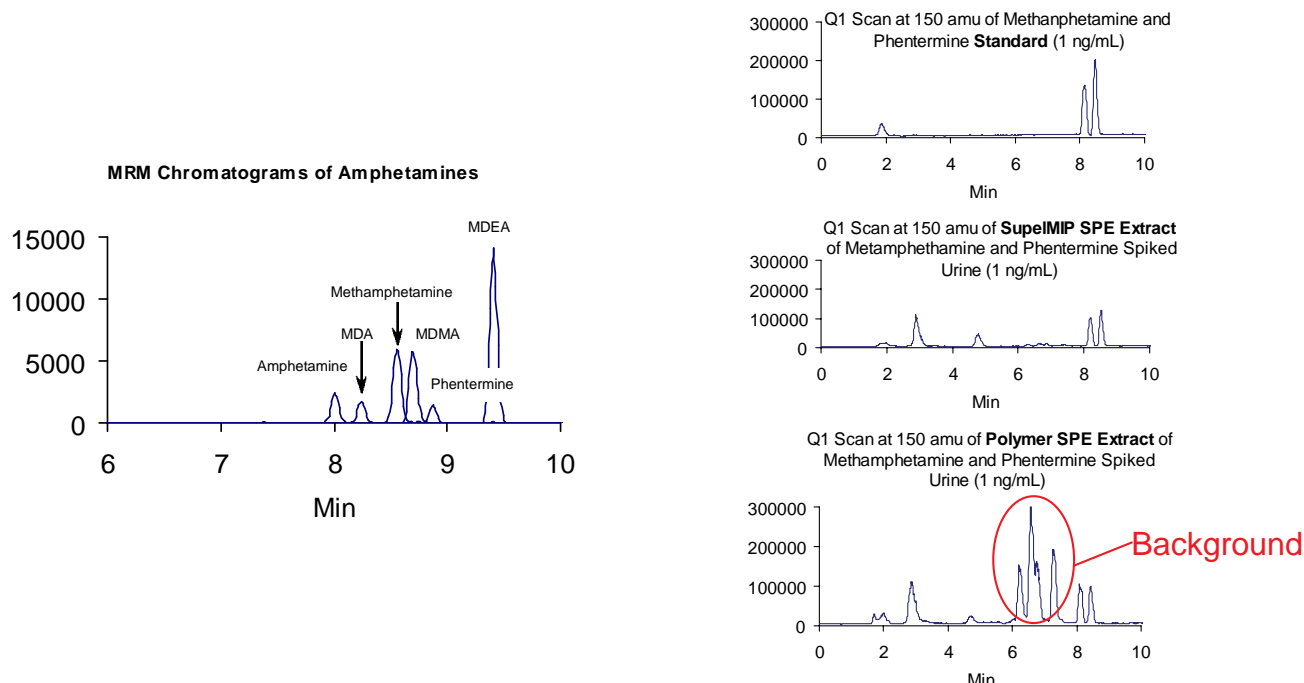 MRM Chromatograms of Amphetamines
15000
10000
5000
0
MDEA
Methamphetamine
MDA
MDMA
Amphetamine
Phentermine
6 7 8 9 10
Min
Q1 Scan at 150 amu of Methanphetamine and
Phentermine Standard (1 ng/mL)
300000
200000
100000
0
0 2 4 6 8 10
Min
Q1 Scan at 150 amu of SupelMIP SPE Extract
of Metamphethamine and Phentermine Spiked
Urine (1 ng/mL)
300000
200000
100000
0
0 2 4 6 8 10
Min
Q1 Scan at 150 amu of Polymer SPE Extract of
Methamphetamine and Phentermine Spiked
Urine (1 ng/mL)
300000
200000
100000
0
Background
0 2 4 6 8 10
Min